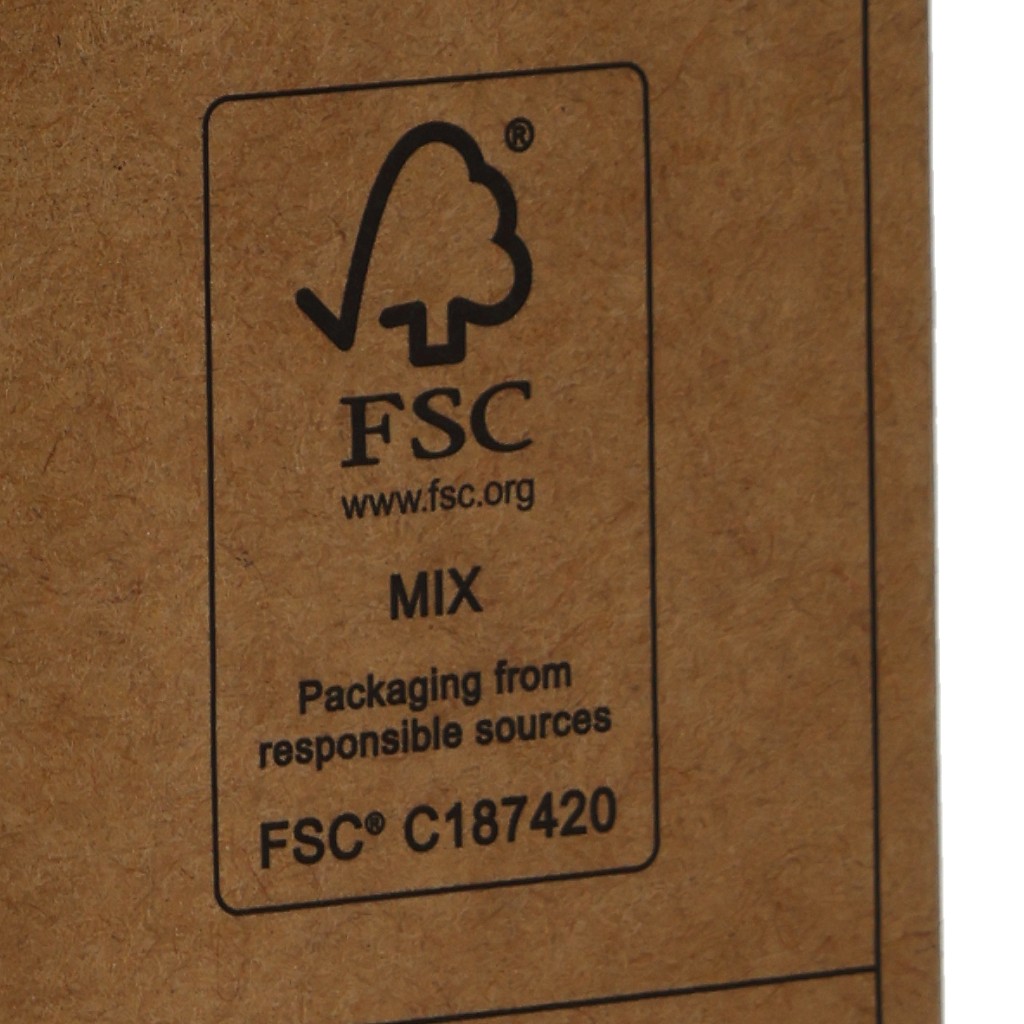 ®
FSC
www.fsc.org
MIX
Packaging from
responsible sources
FSC® C187420